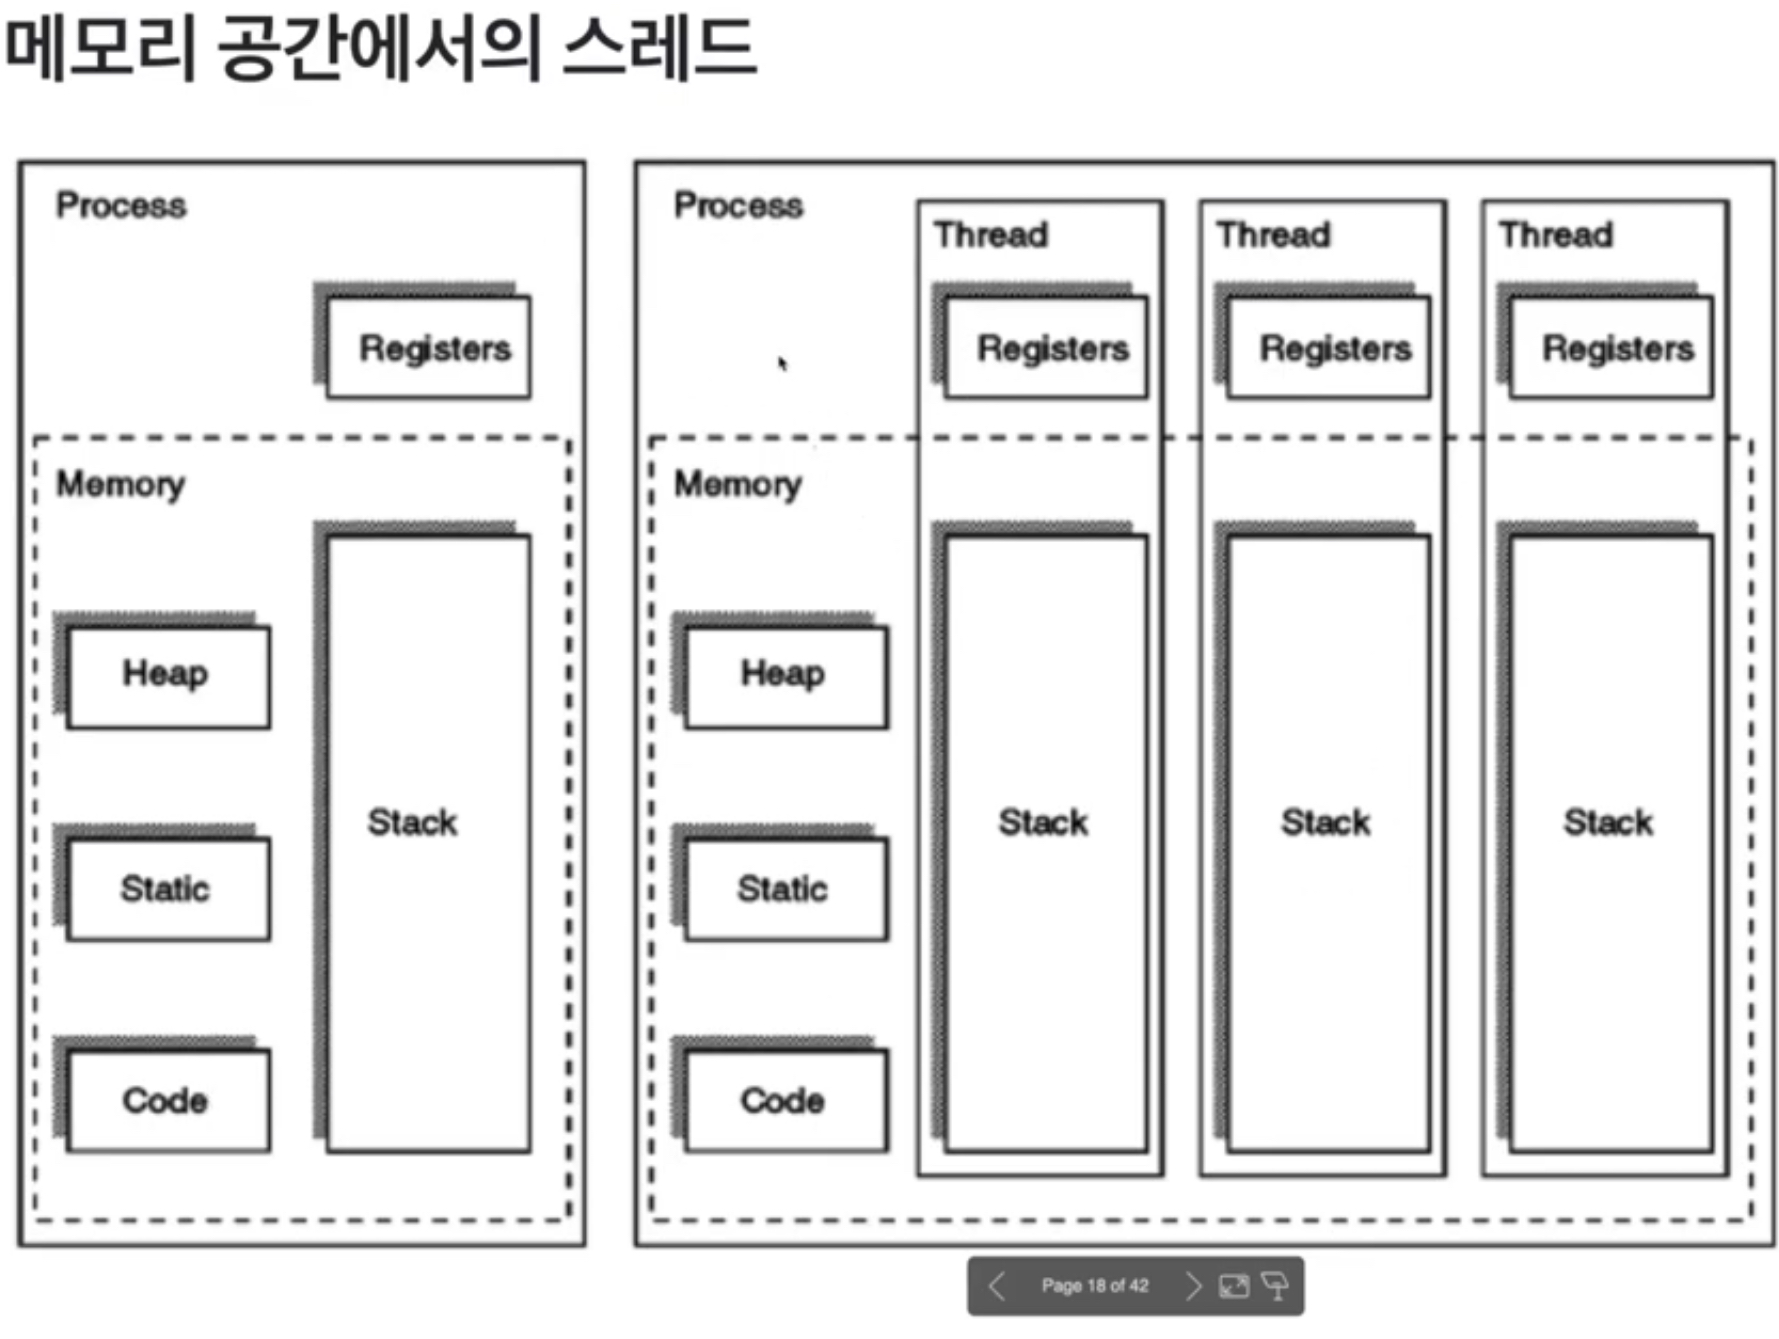 메모리 공간에서의 스레드
Process
Registers
Memory
Heap
Stack
Static
Code
Process
Thread
Thread
Thread
Registers
Registers
Registers
Memory
Heap
Stack
Stack
Stack
Static
Code
Page 18 of 42